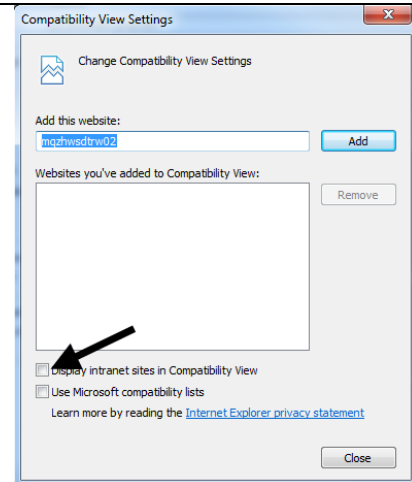 Compatibility View Settings
x
Change Compatibility View Settings
Add this website:
mqzhwsdtrw02
Add
Websites you've added to Compatibility View:
Remove
Display intranet sites in Compatibility View
Use Microsoft compatibility lists
Learn more by reading the Internet Explorer privacy statement
Close